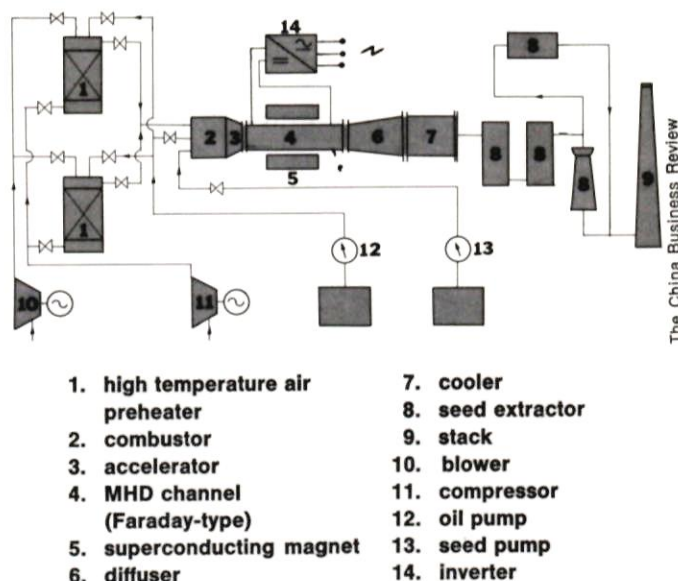 14
1
2
3
4
6
7
8
8
8
8
9
5
1
12
13
10
11
The China Business Review
1. high temperature air
preheater
2. combustor
3. accelerator
4. MHD channel
(Faraday-type)
5. superconducting magnet
6. diffuser
7. cooler
8. seed extractor
9. stack
10. blower
11. compressor
12. oil pump
13. seed pump
14. inverter